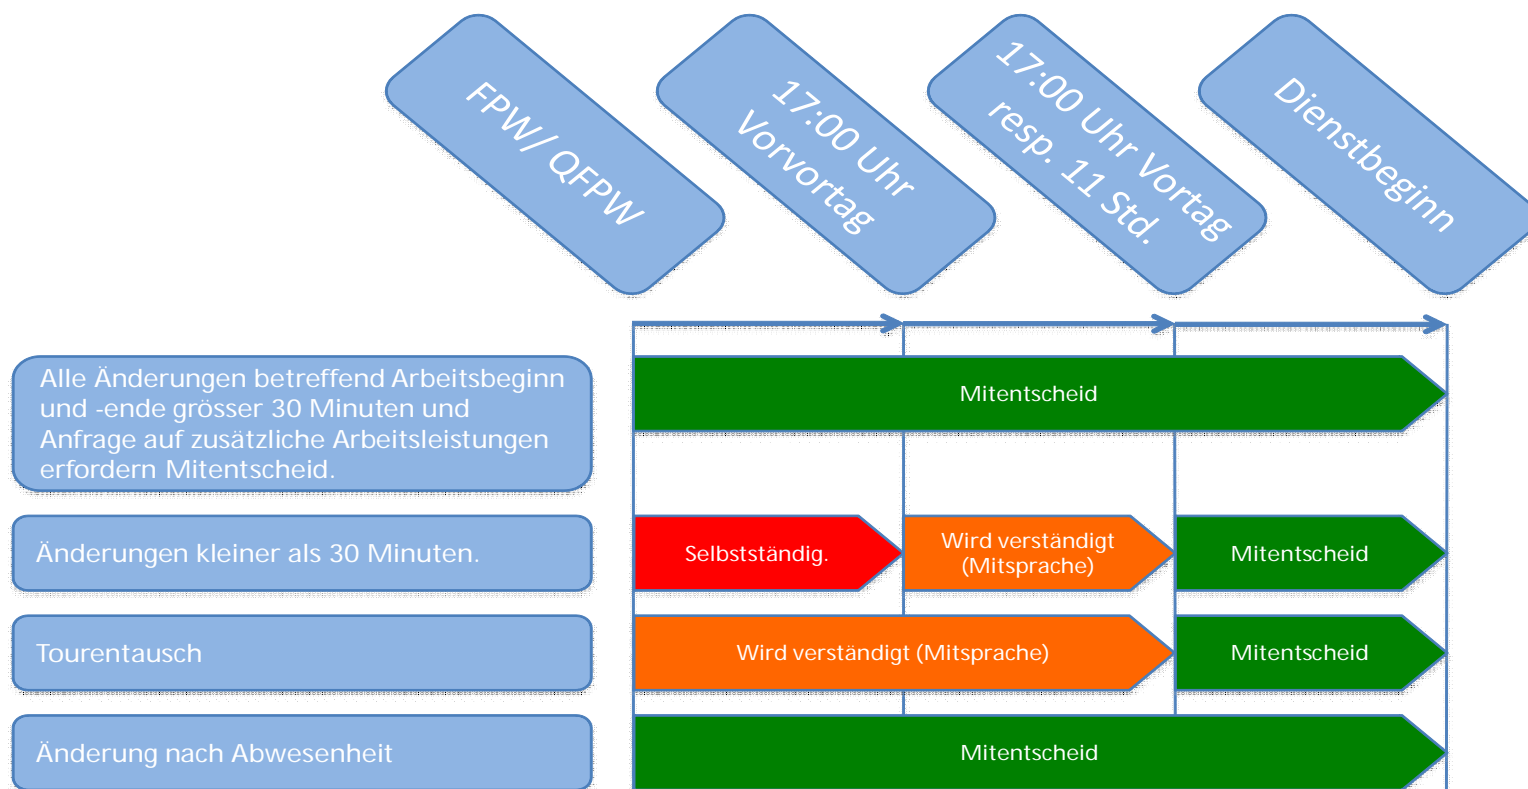 FPW/ QFPW
17:00 Uhr
Vorvortag
17:00 Uhr Vortag
resp. 11 Std.
Dienstbeginn
Alle Änderungen betreffend Arbeitsbeginn
und -ende grösser 30 Minuten und
Anfrage auf zusätzliche Arbeitsleistungen
erfordern Mitentscheid.
Mitentscheid
Änderungen kleiner als 30 Minuten.
Selbstständig.
Wird verständigt
(Mitsprache)
Mitentscheid
Tourentausch
Wird verständigt (Mitsprache)
Mitentscheid
Änderung nach Abwesenheit
Mitentscheid